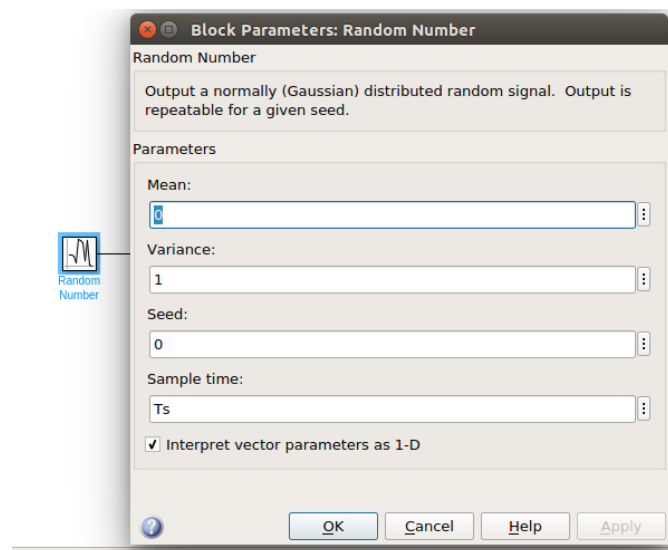 Block Parameters: Random Number
Random Number
Output a normally (Gaussian) distributed random signal.  Output is
repeatable for a given seed.
Parameters
Mean:
0
Variance:
1
Seed:
0
Sample time:
Ts
Interpret vector parameters as 1-D
OK
Cancel
Help
Apply
Random
Number